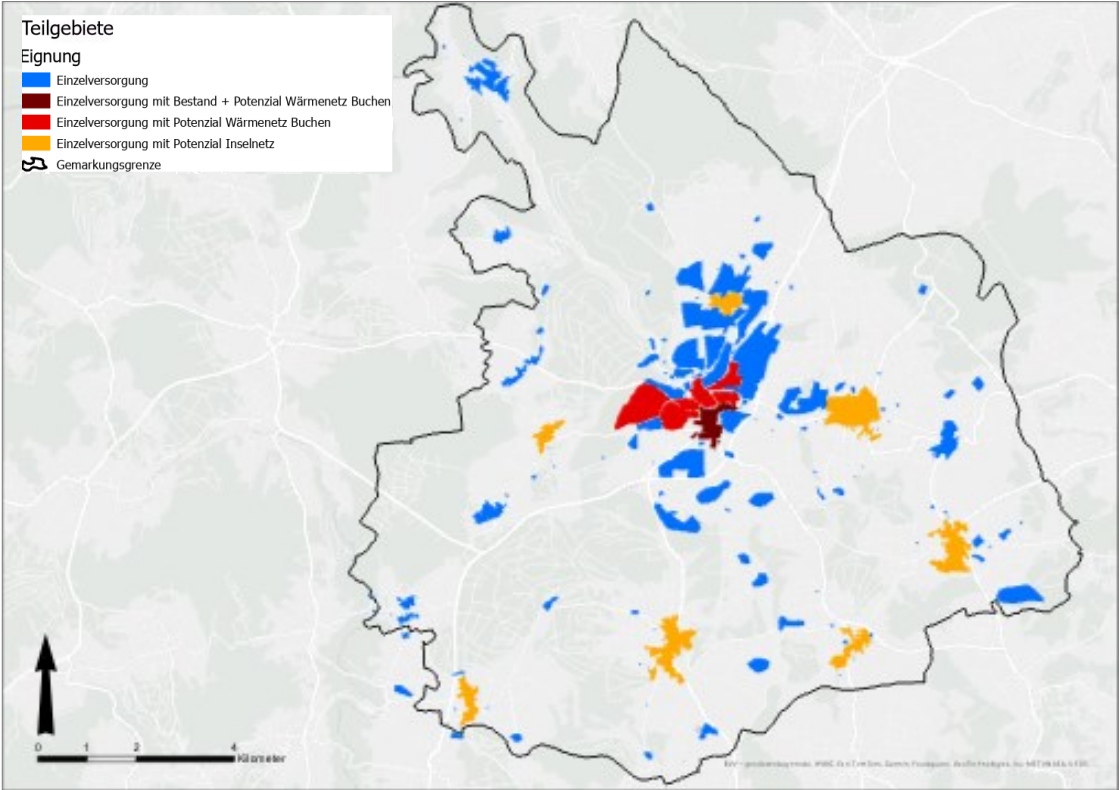 Teilgebiete
Eignung
Einzelversorgung
Einzelversorgung mit Bestand + Potenzial Wärmenetz Buchen
Einzelversorgung mit Potenzial Wärmenetz Buchen
Einzelversorgung mit Potenzial Inselnetz
Gemarkungsgrenze
0 1 2 4
Kilometer